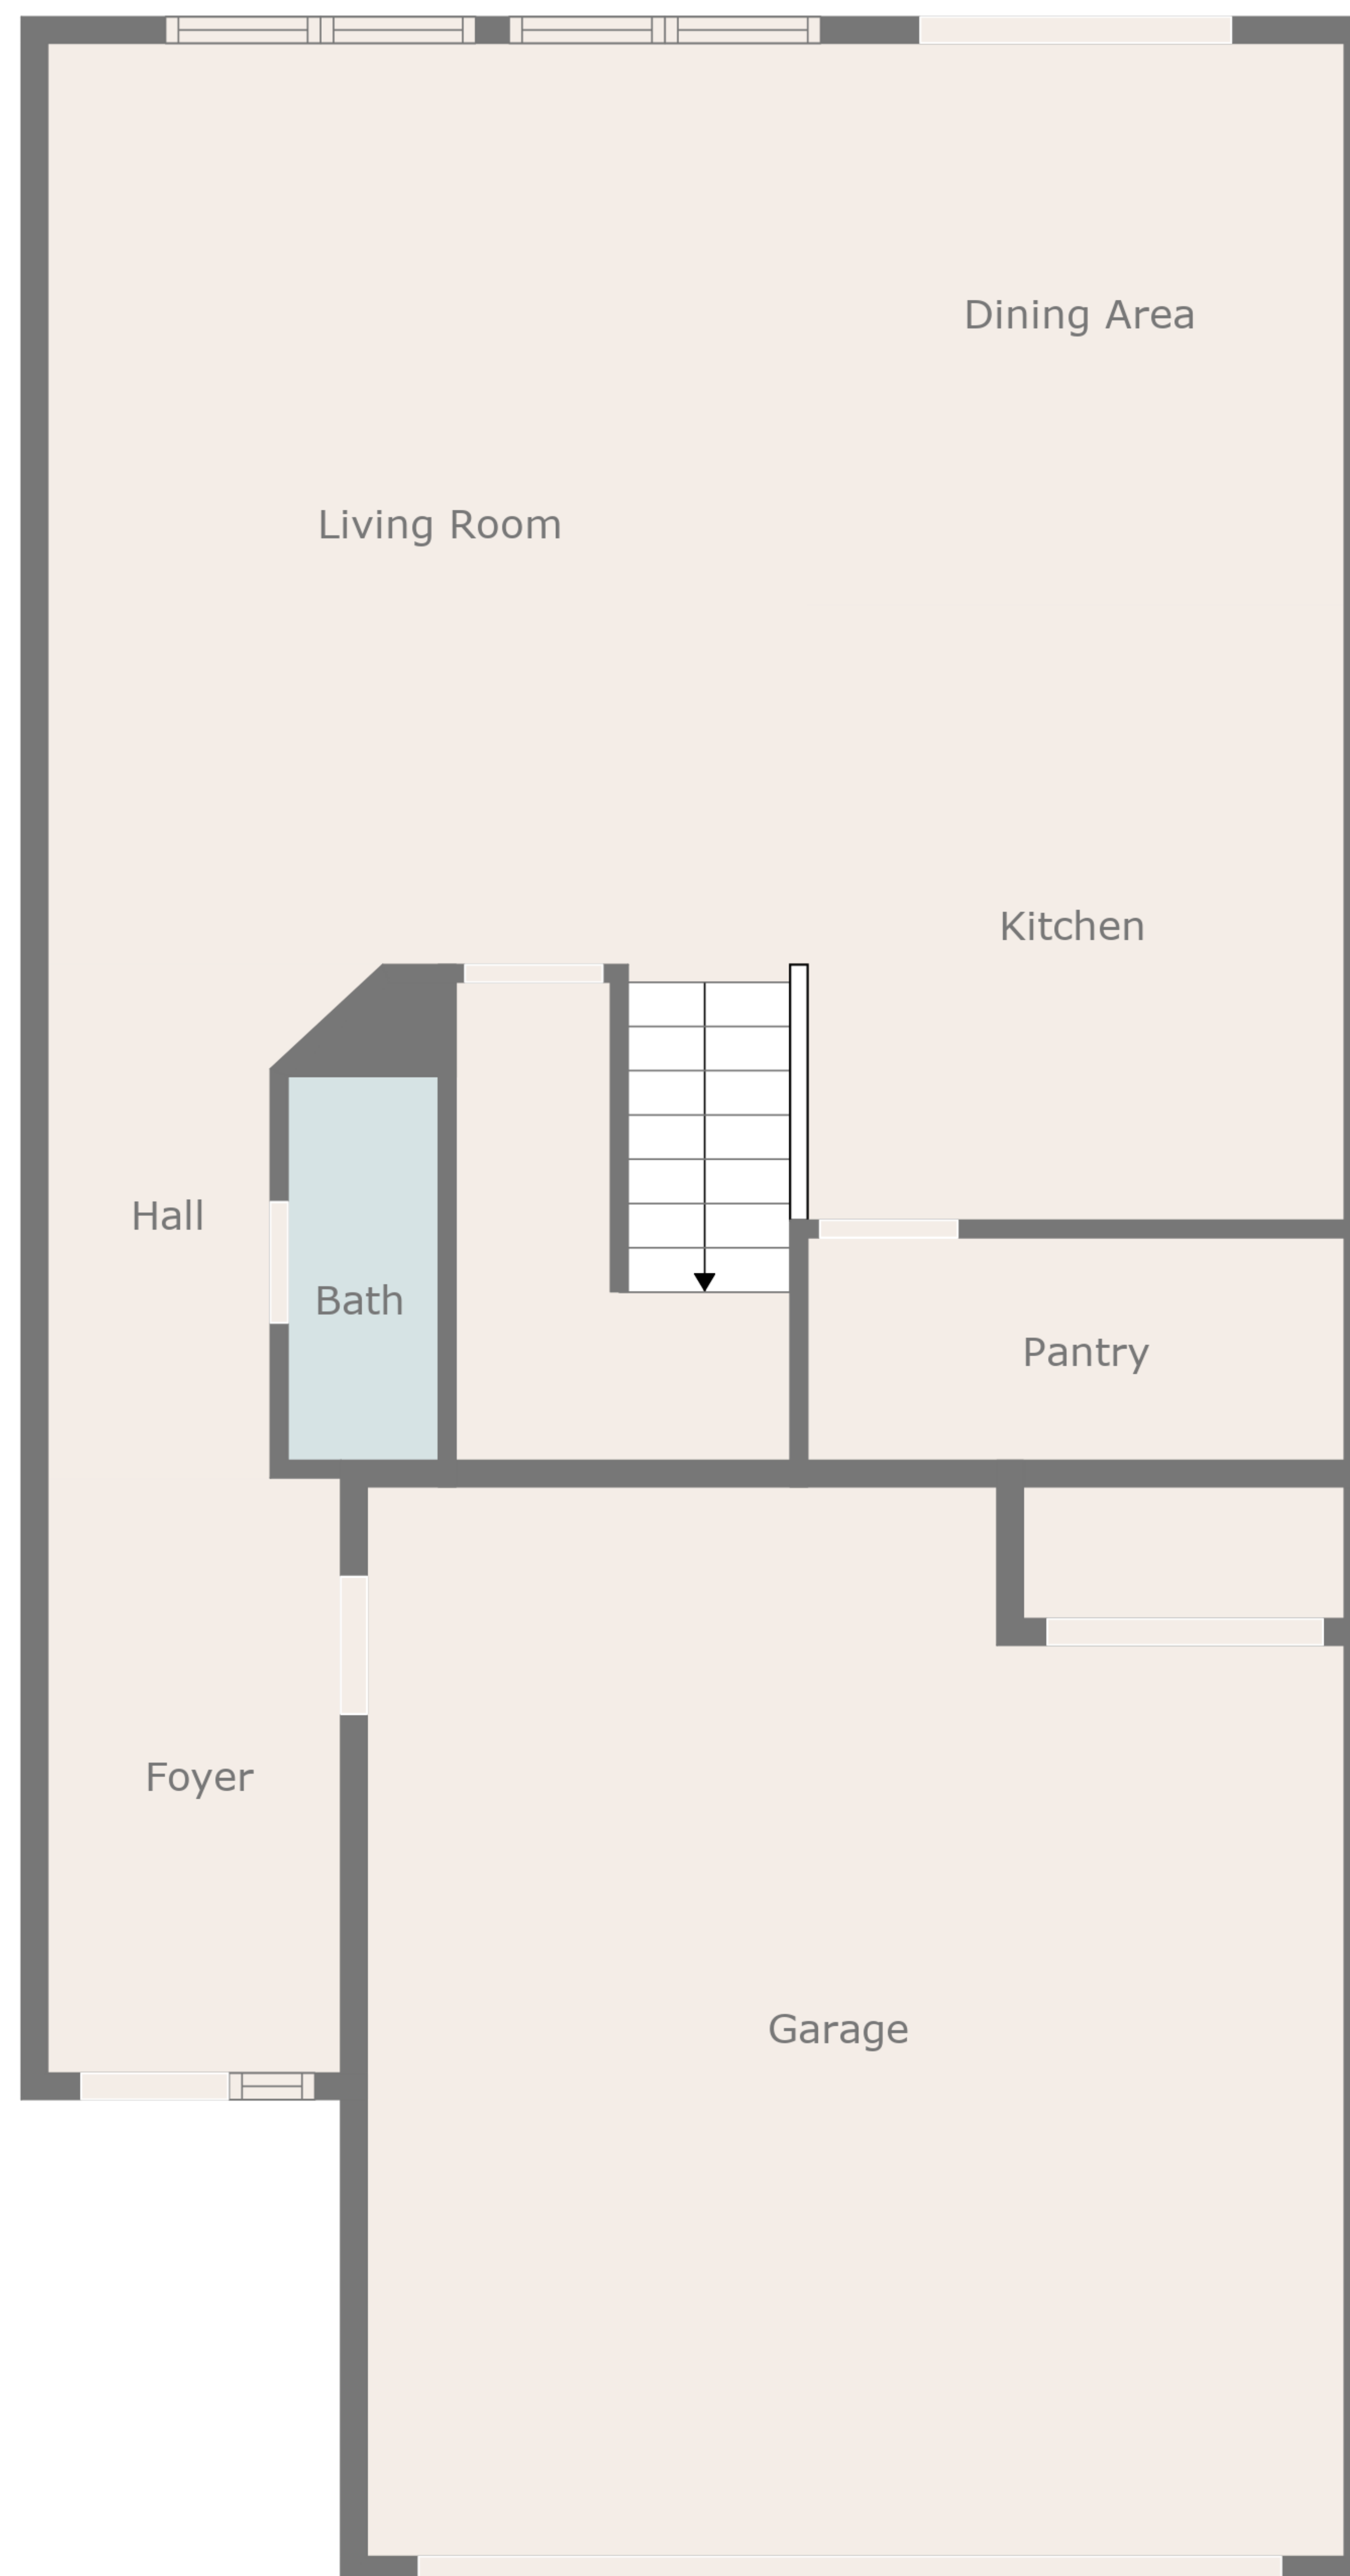 Dining Area
Living Room
Kitchen
Hall
Bath
Pantry
Foyer
Garage